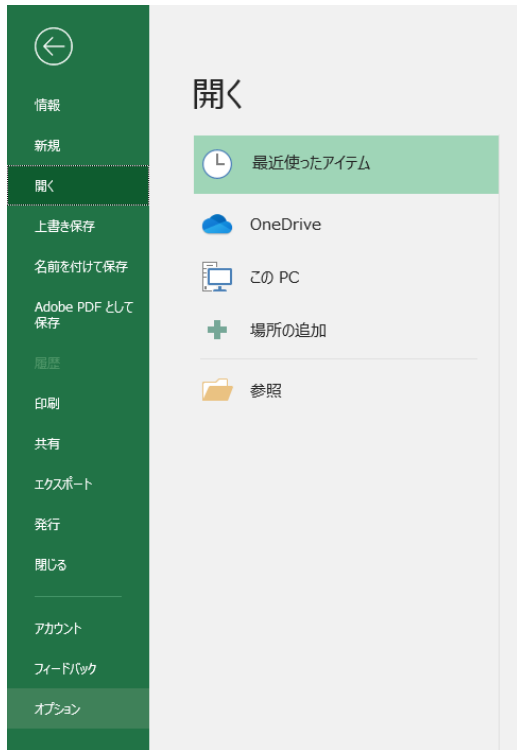 情報
新規
開く
上書き保存
名前を付けて保存
Adobe PDF として
保存
履歴
印刷
共有
エクスポート
発行
閉じる
アカウント
フィードバック
オプション
開く
最近使ったアイテム
OneDrive
この PC
場所の追加
参照